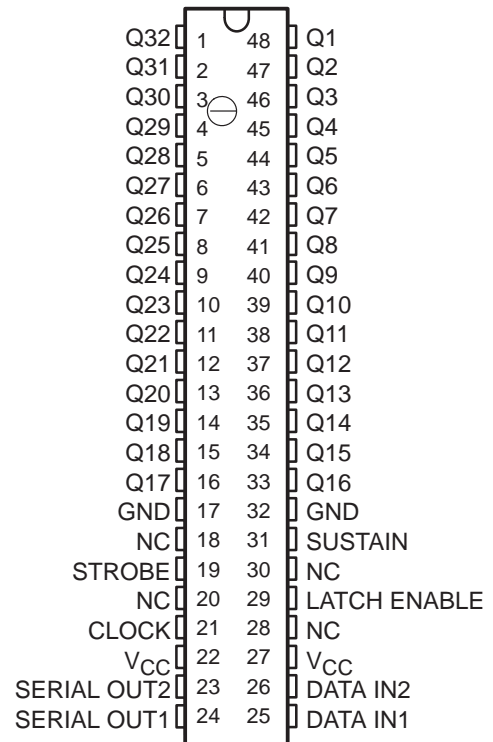 Q32 1 48 Q1
Q31 2 47 Q2
Q30 3 46 Q3
Q29 4 45 Q4
Q28 5 44 Q5
Q27 6 43 Q6
Q26 7 42 Q7
Q25 8 41 Q8
Q24 9 40 Q9
Q23 10 39 Q10
Q22 11 38 Q11
Q21 12 37 Q12
Q20 13 36 Q13
Q19 14 35 Q14
Q18 15 34 Q15
Q17 16 33 Q16
GND 17 32 GND
NC 18 31 SUSTAIN
STROBE 19 30 NC
NC 20 29 LATCH ENABLE
CLOCK 21 28 NC
VCC 22 27 VCC
SERIAL OUT2 23 26 DATA IN2
SERIAL OUT1 24 25 DATA IN1